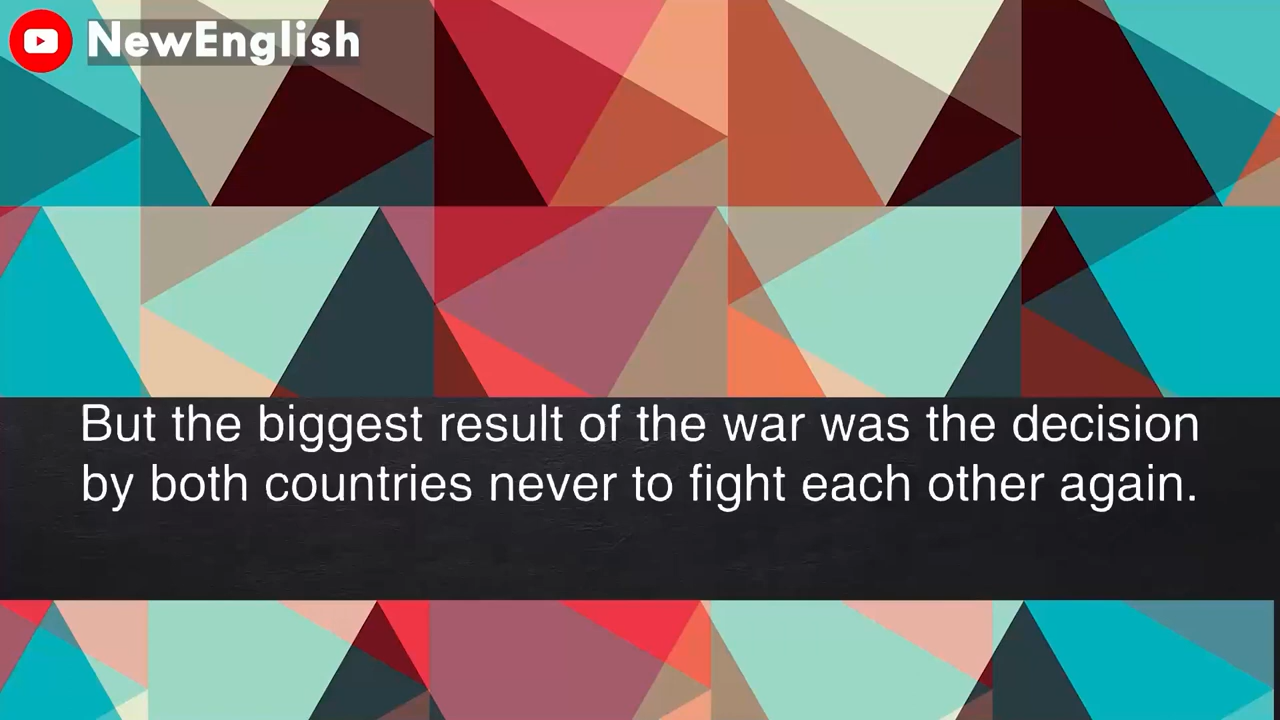 NewEnglish
But the biggest result of the war was the decision
by both countries never to fight each other again.